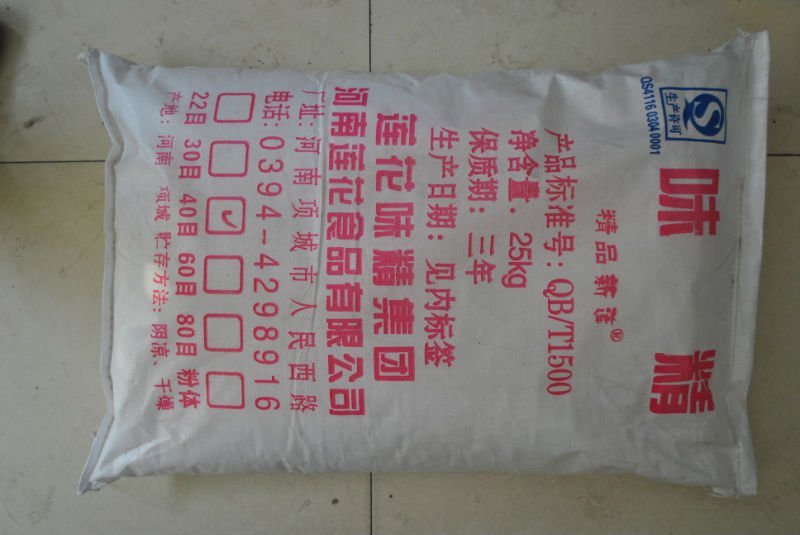 生产许可
QS4116 0304 0001
味精
精品新莲®
产品标准号:QB/T1500
净含量.25kg
保质期:三年
生产日期:见内标签
莲花味精集团
河南莲花食品有限公司
厂址:河南项城市人民西路
电话:0394-4298916
22目 30目 40目 60目 80目 粉体
产地:河南 项城 贮存方法:阴凉、干燥